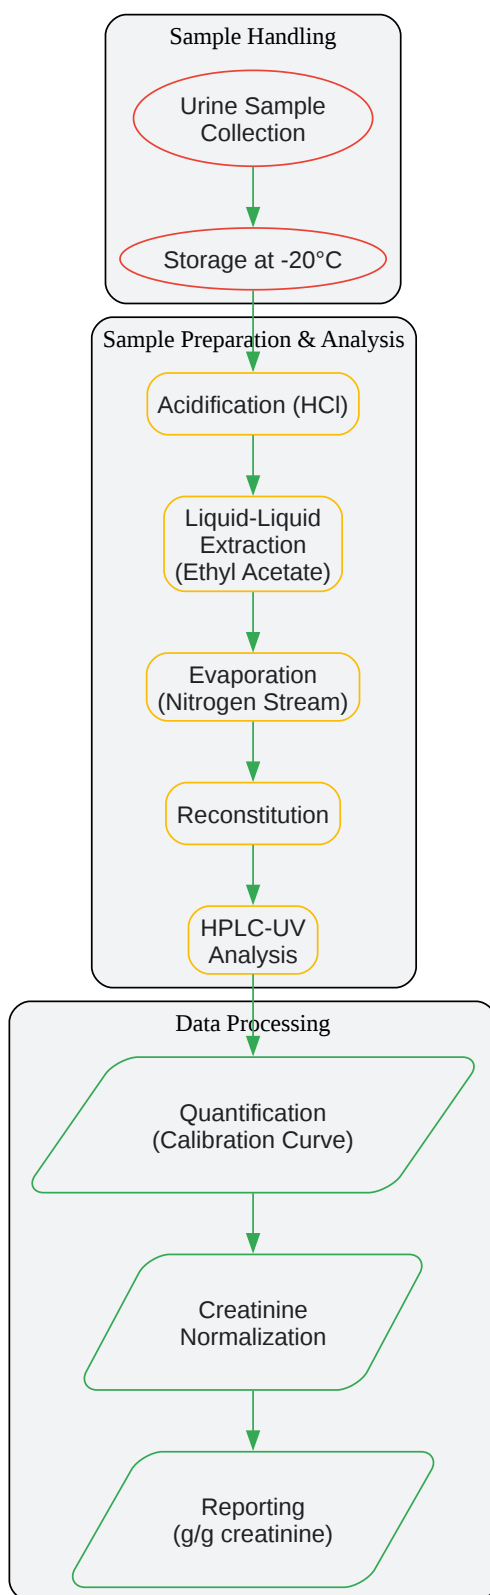 Sample Handling
Urine Sample
Collection
Storage at -20°C
Sample Preparation & Analysis
Acidification (HCl)
Liquid-Liquid
Extraction
(Ethyl Acetate)
Evaporation
(Nitrogen Stream)
Reconstitution
HPLC-UV
Analysis
Data Processing
Quantification
(Calibration Curve)
Creatinine
Normalization
Reporting
(g/g creatinine)